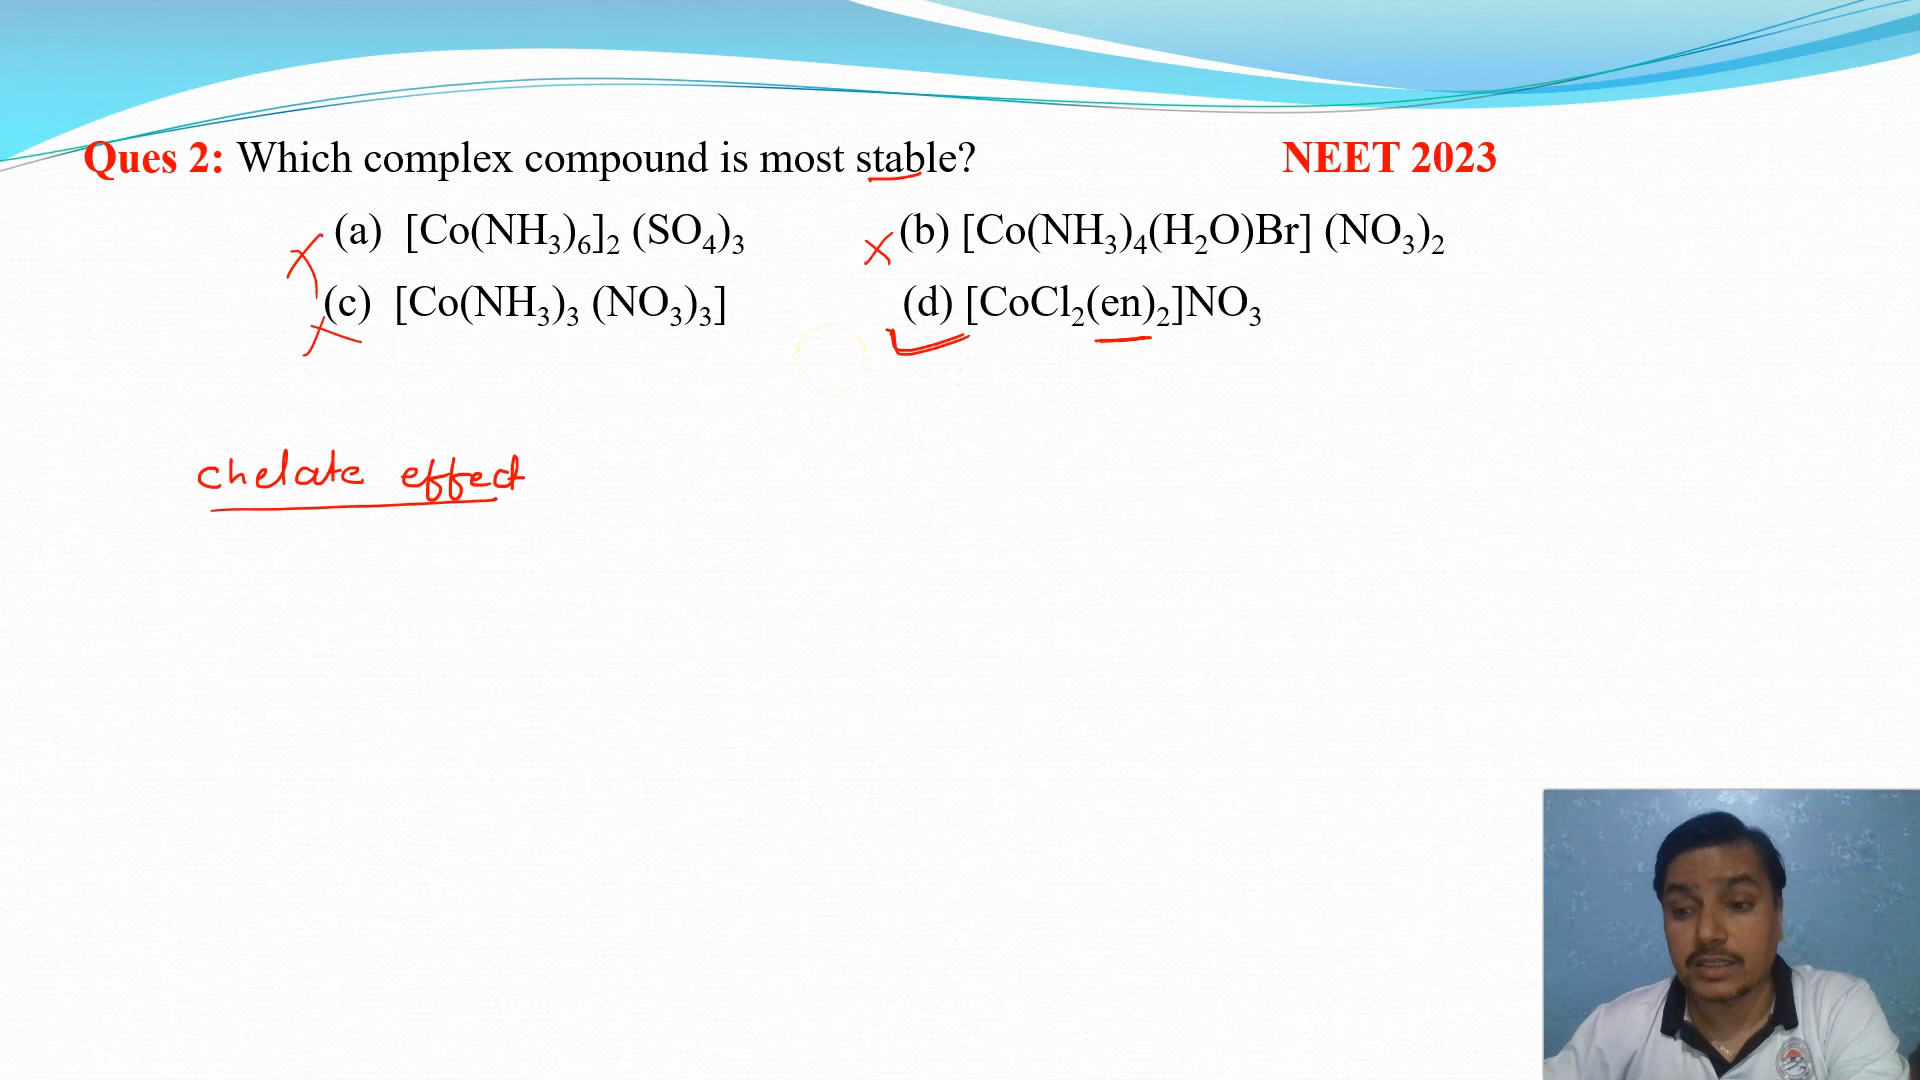 Ques 2: Which complex compound is most stable? NEET 2023
(a) [Co(NH₃)₆]₂ (SO₄)₃ (b) [Co(NH₃)₄(H₂O)Br] (NO₃)₂
(c) [Co(NH₃)₃ (NO₃)₃] (d) [CoCl₂(en)₂]NO₃
chelate effect